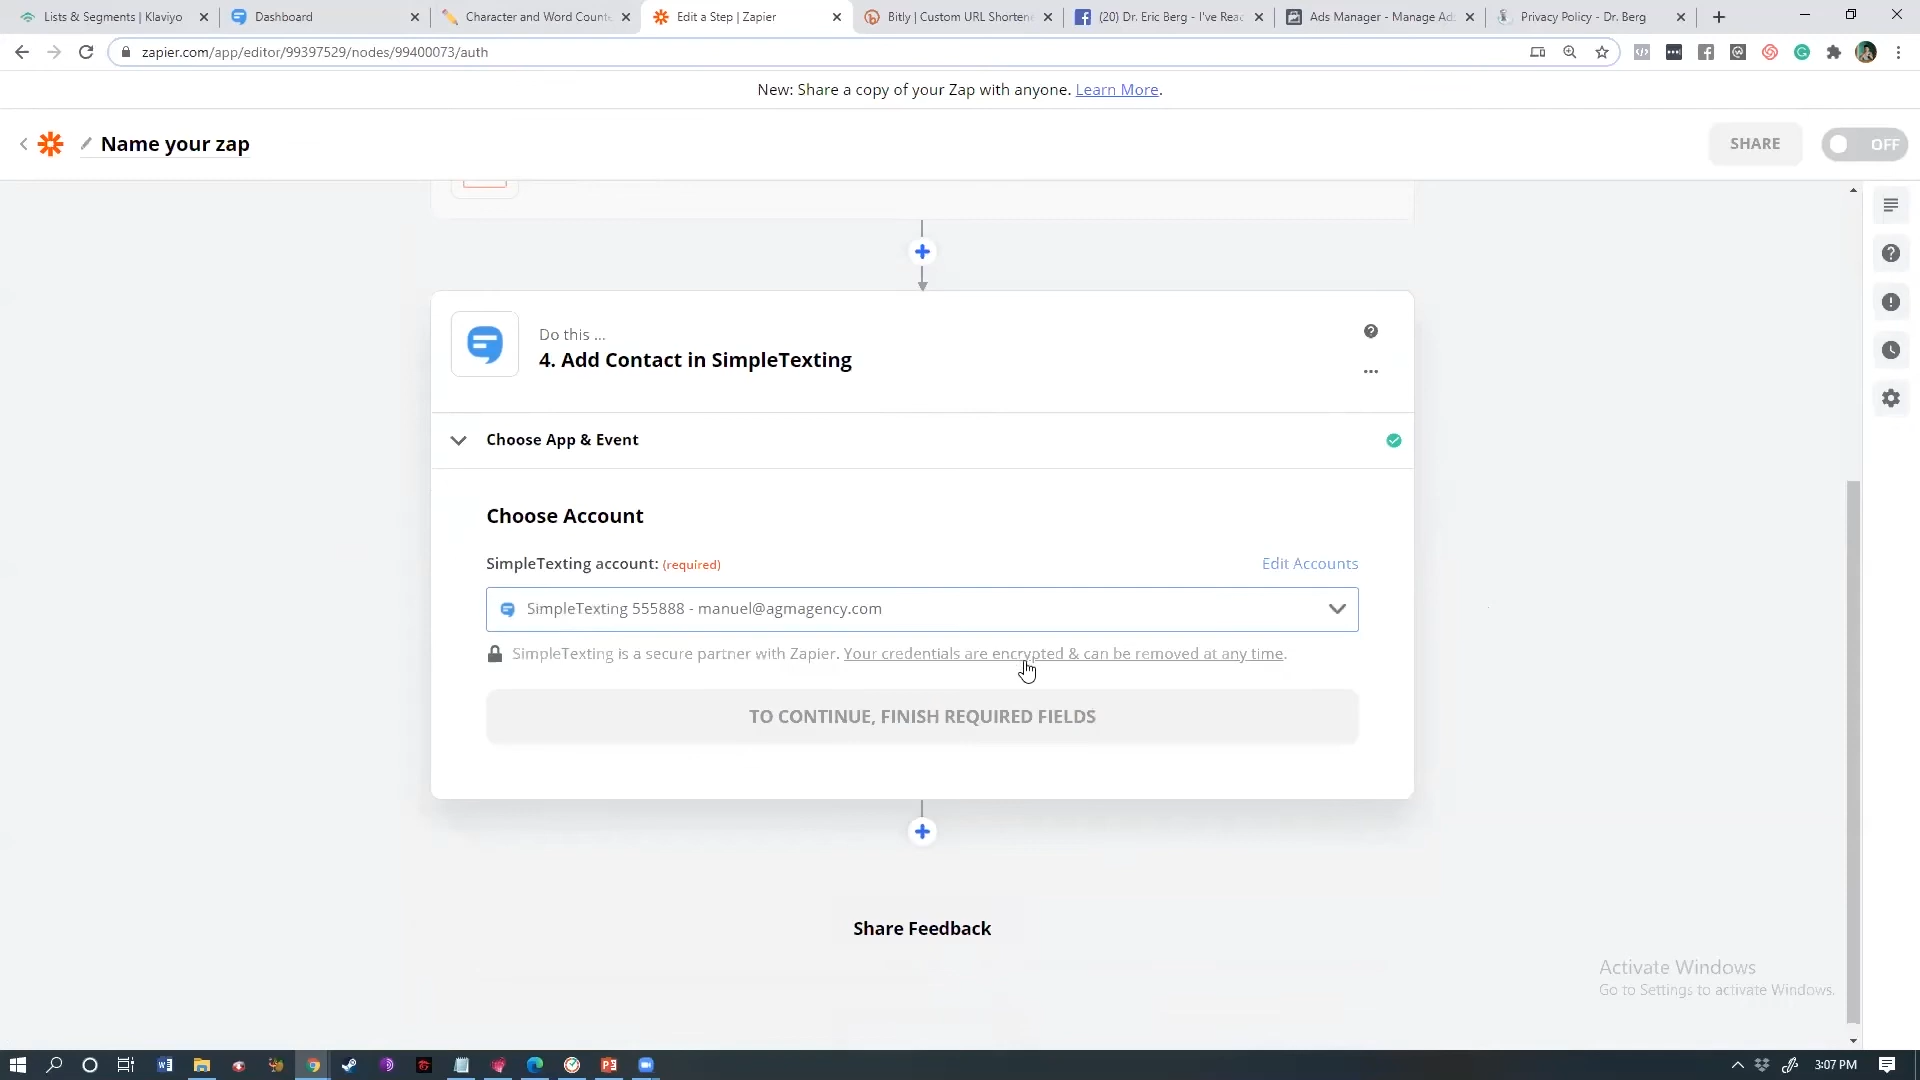 Lists & Segments | Klaviyo
Dashboard
Character and Word Counte
Edit a Step | Zapier
Bitly | Custom URL Shortene
(20) Dr. Eric Berg - I've Reac
Ads Manager - Manage Ad
Privacy Policy - Dr. Berg
zapier.com/app/editor/99397529/nodes/99400073/auth
New: Share a copy of your Zap with anyone. Learn More.
Name your zap
SHARE
OFF
Do this ...
4. Add Contact in SimpleTexting
Choose App & Event
Choose Account
SimpleTexting account: (required)
Edit Accounts
SimpleTexting 555888 - manuel@agmagency.com
SimpleTexting is a secure partner with Zapier. Your credentials are encrypted & can be removed at any time.
TO CONTINUE, FINISH REQUIRED FIELDS
Share Feedback
Activate Windows
Go to Settings to activate Windows.
3:07 PM